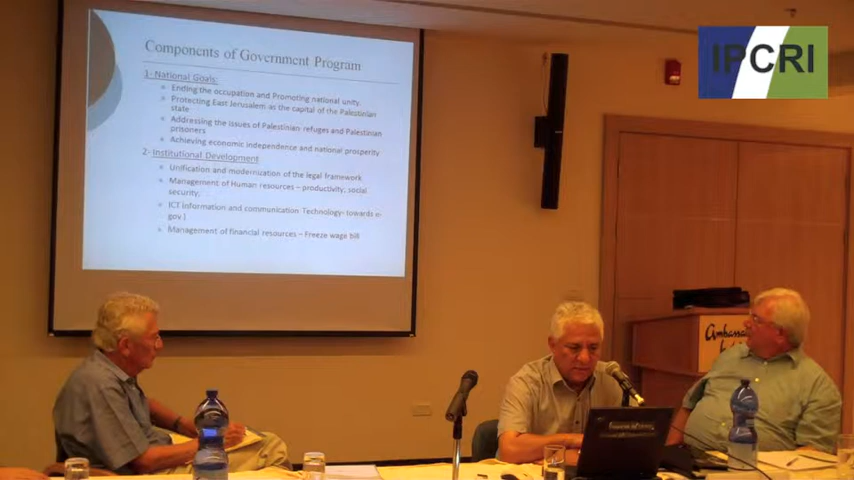 IPCRI
Components of Government Program
1- National Goals:
Ending the occupation and Promoting national unity.
Protecting East Jerusalem as the capital of the Palestinian
state
Addressing the issues of Palestinian refuges and Palestinian
prisoners
Achieving economic independence and national prosperity
2- Institutional Development
Unification and modernization of the legal framework
Management of Human resources – productivity, social
security,
ICT information and communication Technology- towards e-
gov )
Management of financial resources – Freeze wage bill